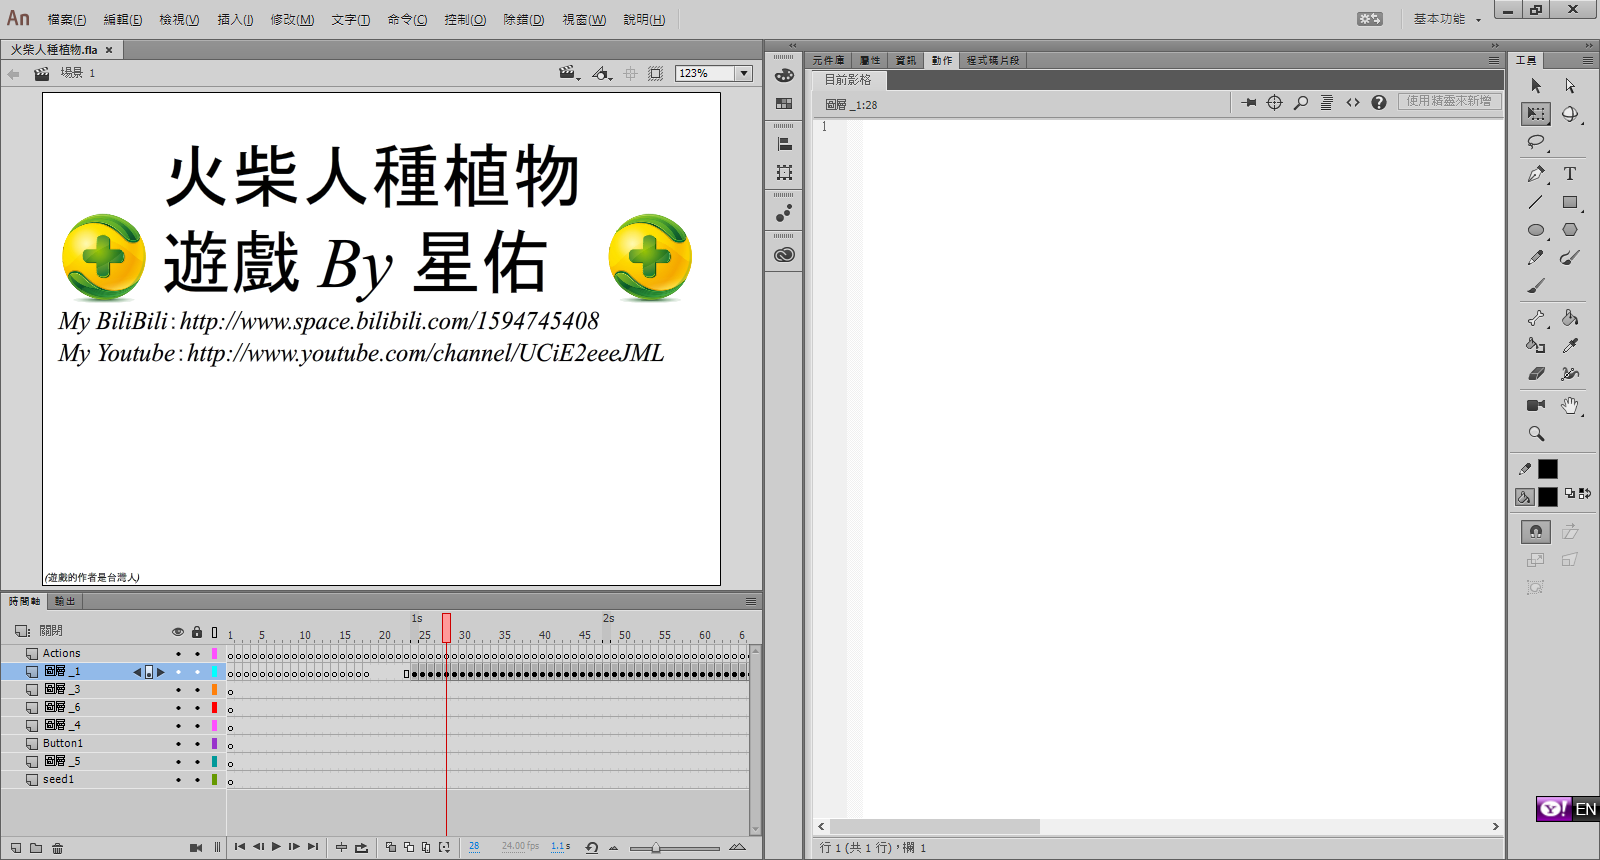 An 檔案(F) 編輯(E) 檢視(V) 插入(I) 修改(M) 文字(T) 命令(C) 控制(O) 除錯(D) 視窗(W) 說明(H) 基本功能
火柴人種植物.fla ×
場景 1 123%
元件庫 屬性 資訊 動作 程式碼片段 工具
目前影格
圖層_1:28 使用精靈來新增
1
火柴人種植物
遊戲 By 星佑
My BiliBili：http://www.space.bilibili.com/1594745408
My Youtube：http://www.youtube.com/channel/UCiE2eeeJML
(遊戲的作者是台灣人)
時間軸 輸出
關閉
1s 2s
1 5 10 15 20 25 30 35 40 45 50 55 60 6
Actions
圖層_1
圖層_3
圖層_6
圖層_4
Button1
圖層_5
seed1
28 24.00 fps 1.1 s
行 1 (共 1 行)，欄 1
Y! EN